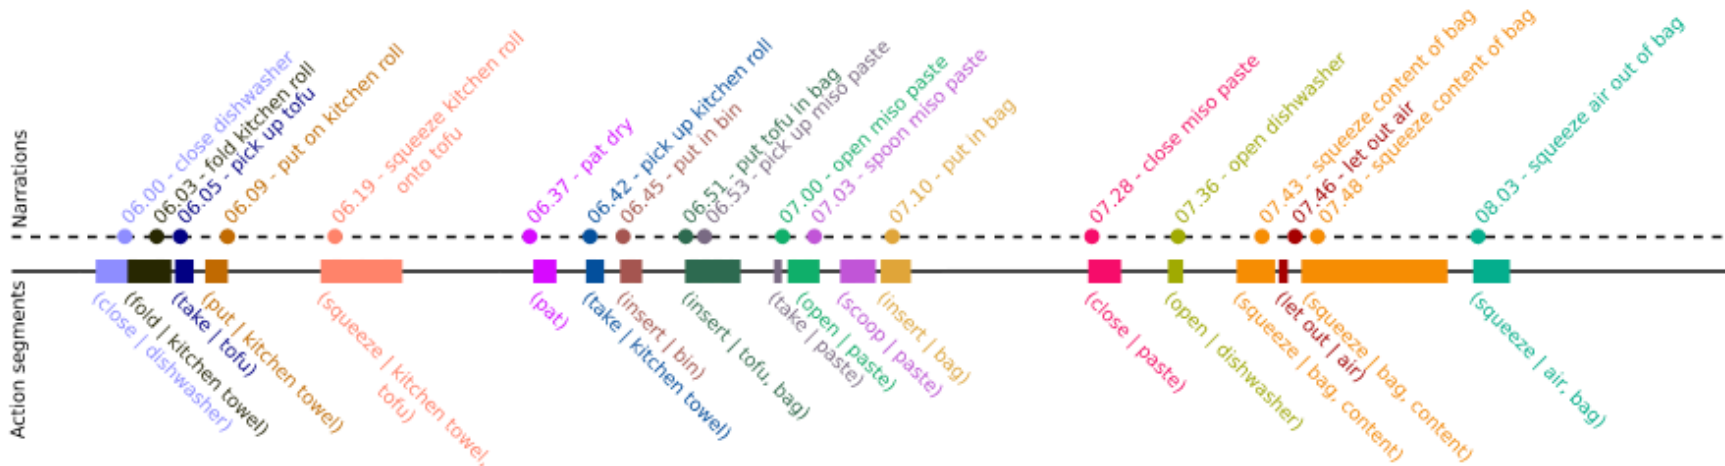 Narrations
06.00 - close dishwasher
06.03 - fold kitchen roll
06.05 - pick up tofu
06.09 - put on kitchen roll
06.19 - squeeze kitchen roll
onto tofu
06.37 - pat dry
06.42 - pick up kitchen roll
06.45 - put in bin
06.51 - put tofu in bag
06.53 - pick up miso paste
07.00 - open miso paste
07.03 - spoon miso paste
07.10 - put in bag
07.28 - close miso paste
07.36 - open dishwasher
07.43 - squeeze content of bag
07.46 - let out air
07.48 - squeeze content of bag
08.03 - squeeze air out of bag
Action segments
(close | dishwasher)
(fold | kitchen towel)
(take | tofu)
(put | kitchen towel)
(squeeze | kitchen towel,
tofu)
(pat)
(take | kitchen towel)
(insert | bin)
(insert | tofu, bag)
(take | paste)
(open | paste)
(scoop | paste)
(insert | bag)
(close | paste)
(open | dishwasher)
(squeeze | bag, content)
(let out | air)
(squeeze | bag, content)
(squeeze | air, bag)